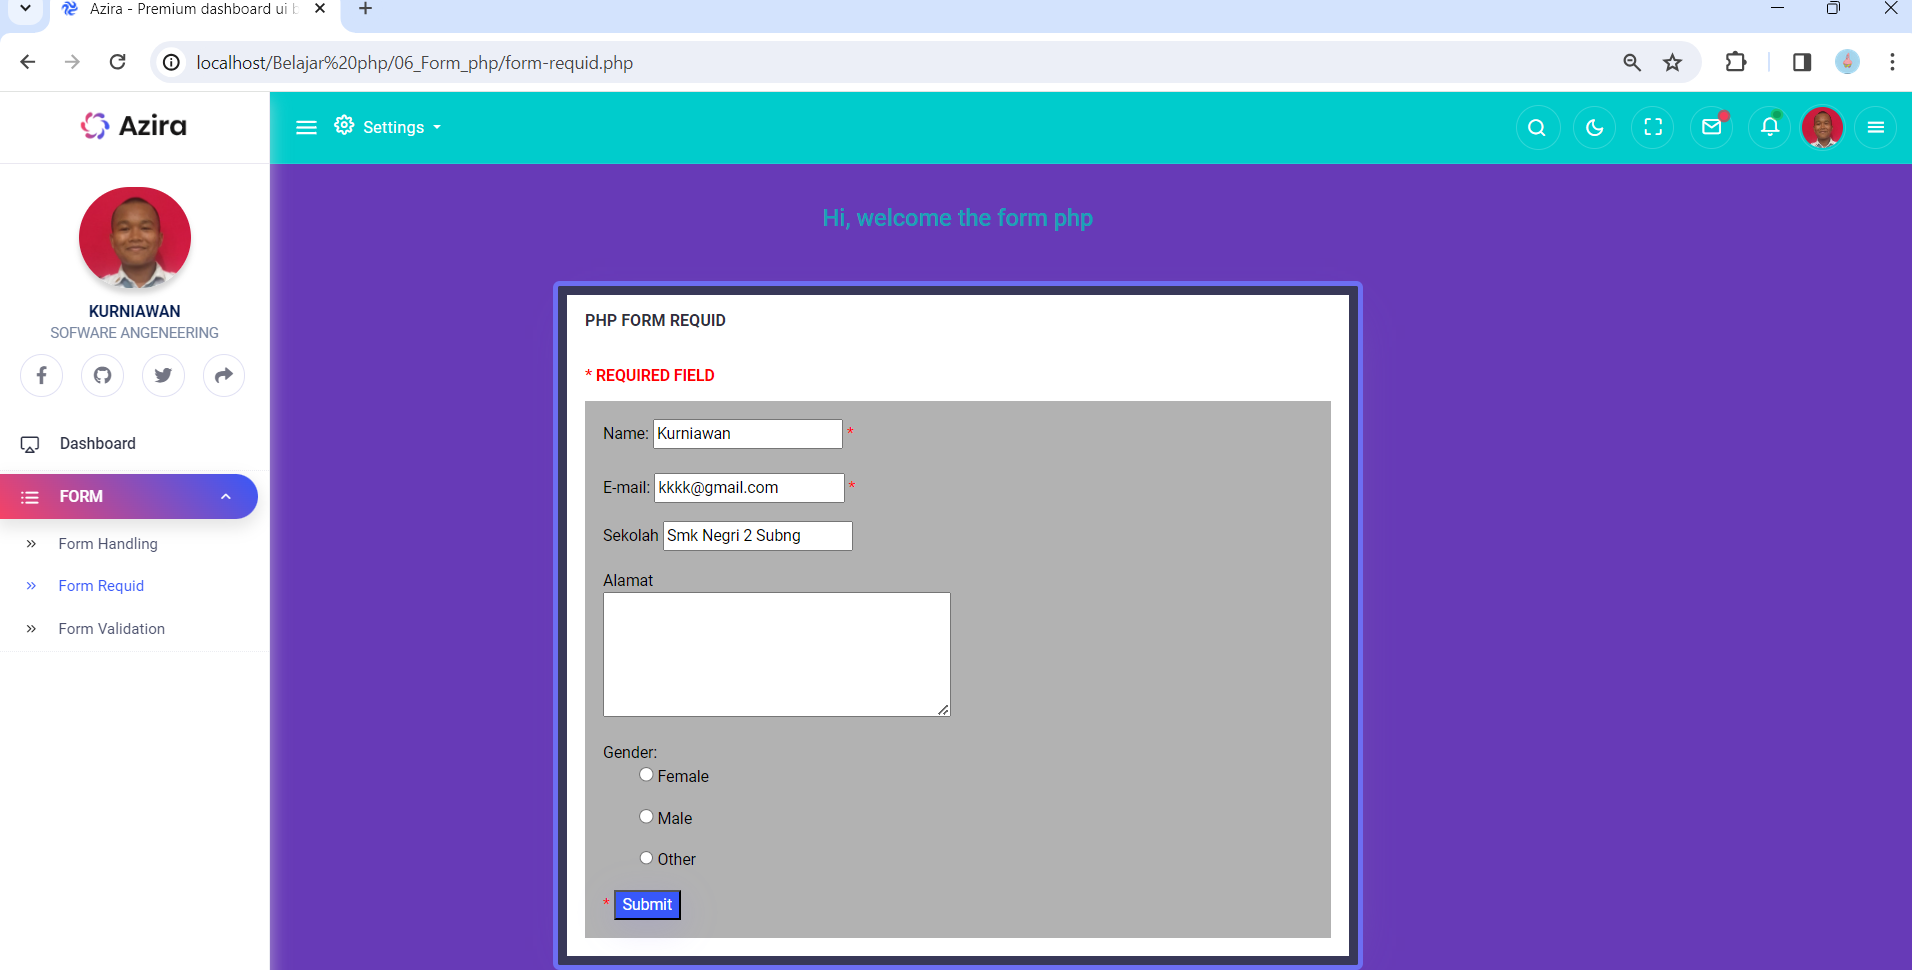 Azira - Premium dashboard ui b
localhost/Belajar%20php/06_Form_php/form-requid.php
Azira
Settings
KURNIAWAN
SOFWARE ANGENEERING
Dashboard
FORM
Form Handling
Form Requid
Form Validation
Hi, welcome the form php
PHP FORM REQUID
* REQUIRED FIELD
Name: Kurniawan *
E-mail: kkkk@gmail.com *
Sekolah Smk Negri 2 Subng
Alamat
Gender:
Female
Male
Other
* Submit